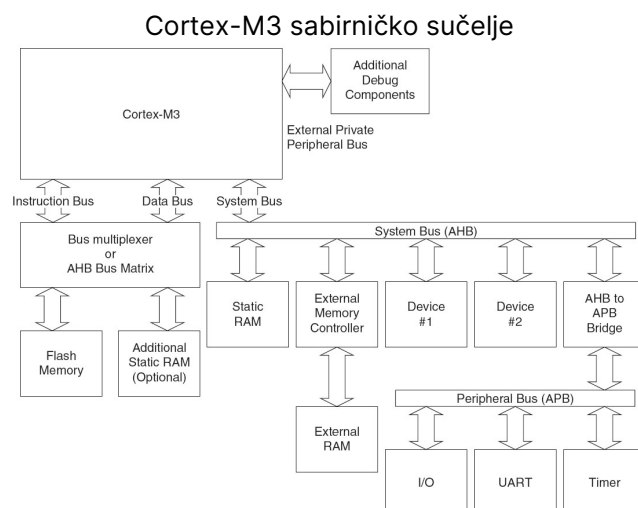 Cortex-M3 sabirničko sučelje
Cortex-M3
Additional
Debug
Components
External Private
Peripheral Bus
Instruction Bus
Data Bus
System Bus
Bus multiplexer
or
AHB Bus Matrix
System Bus (AHB)
Flash
Memory
Additional
Static RAM
(Optional)
Static
RAM
External
Memory
Controller
Device
#1
Device
#2
AHB to
APB
Bridge
Peripheral Bus (APB)
External
RAM
I/O
UART
Timer